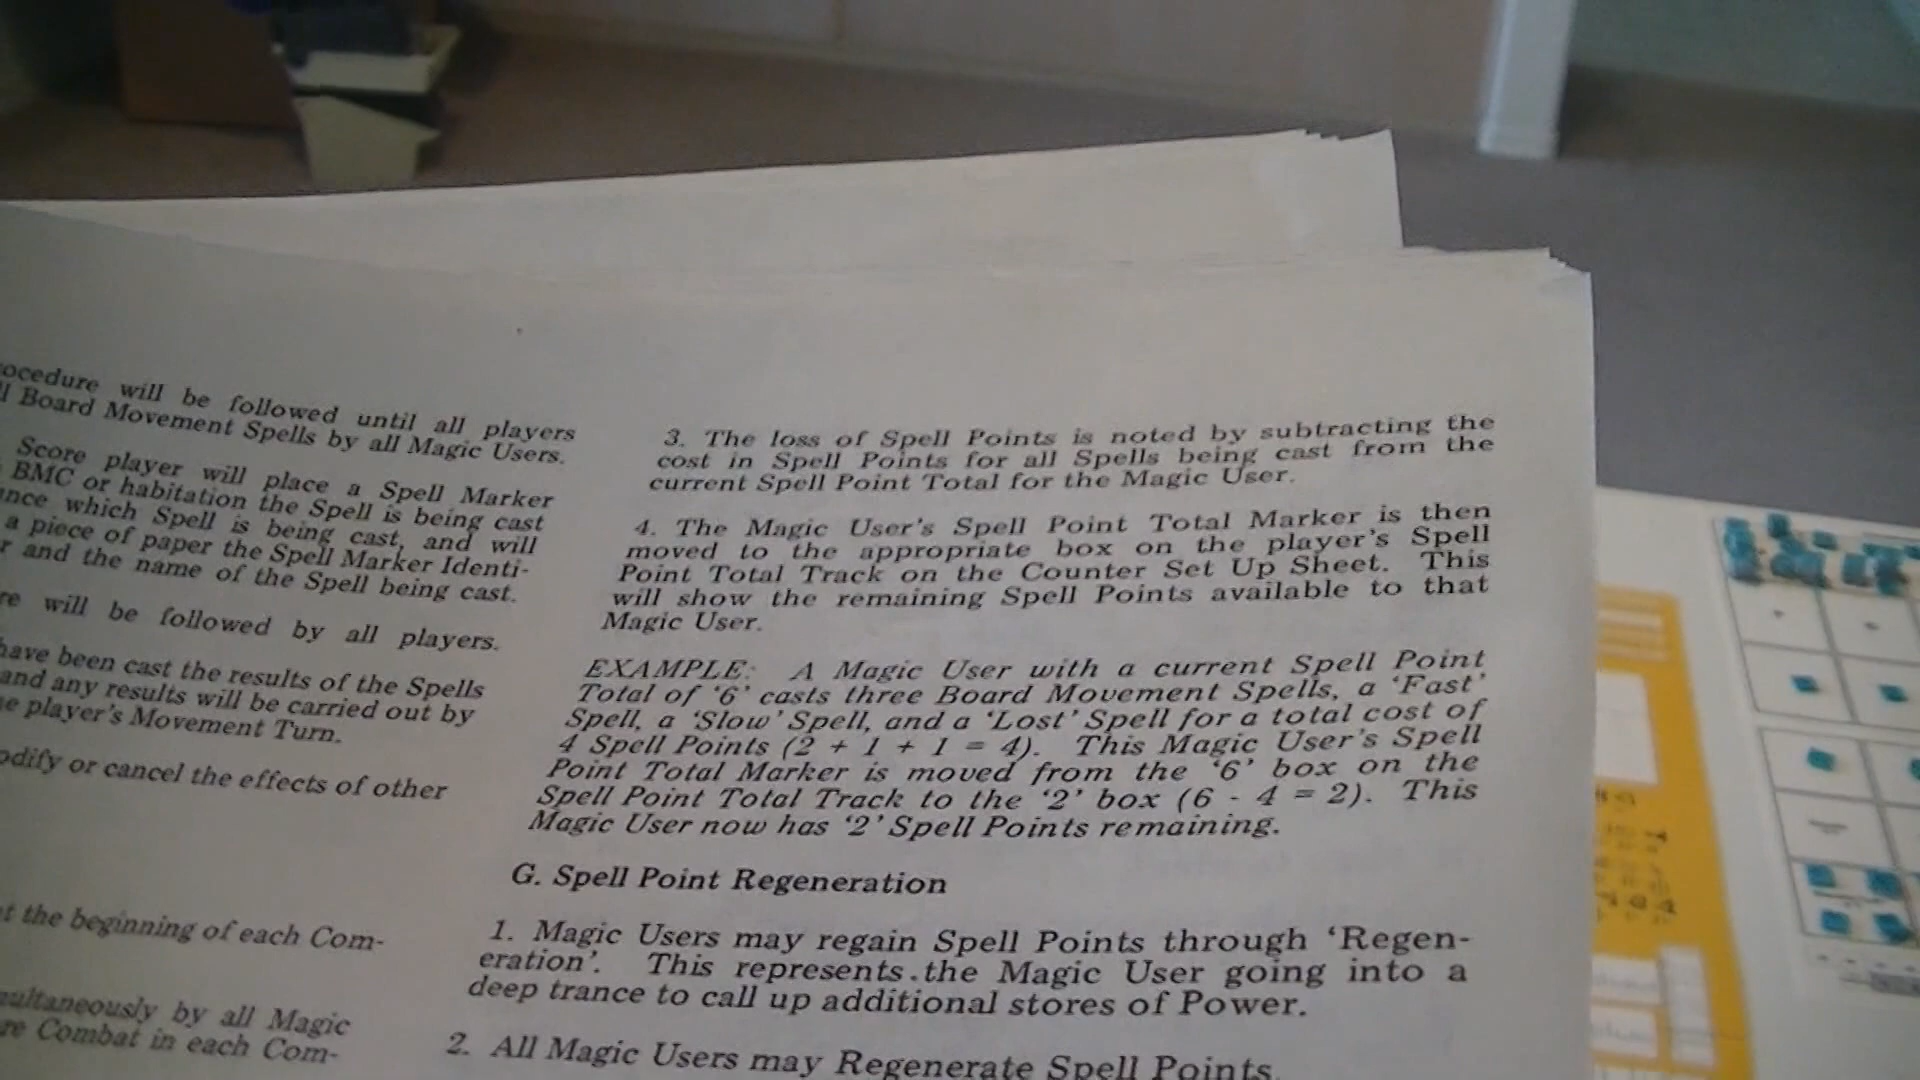 ocedure will be followed until all players
l Board Movement Spells by all Magic Users.
Score player will place a Spell Marker
BMC or habitation the Spell is being cast
nce which Spell is being cast, and will
a piece of paper the Spell Marker Identi-
r and the name of the Spell being cast.
re will be followed by all players.
have been cast the results of the Spells
and any results will be carried out by
e player's Movement Turn.
odify or cancel the effects of other
t the beginning of each Com-
multaneously by all Magic
re Combat in each Com-
3. The loss of Spell Points is noted by subtracting the
cost in Spell Points for all Spells being cast from the
current Spell Point Total for the Magic User.
4. The Magic User's Spell Point Total Marker is then
moved to the appropriate box on the player's Spell
Point Total Track on the Counter Set Up Sheet. This
will show the remaining Spell Points available to that
Magic User.
EXAMPLE: A Magic User with a current Spell Point
Total of '6' casts three Board Movement Spells, a 'Fast'
Spell, a 'Slow' Spell, and a 'Lost' Spell for a total cost of
4 Spell Points (2 + 1 + 1 = 4). This Magic User's Spell
Point Total Marker is moved from the '6' box on the
Spell Point Total Track to the '2' box (6 - 4 = 2). This
Magic User now has '2' Spell Points remaining.
G. Spell Point Regeneration
1. Magic Users may regain Spell Points through 'Regen-
eration'. This represents the Magic User going into a
deep trance to call up additional stores of Power.
2. All Magic Users may Regenerate Spell Points.